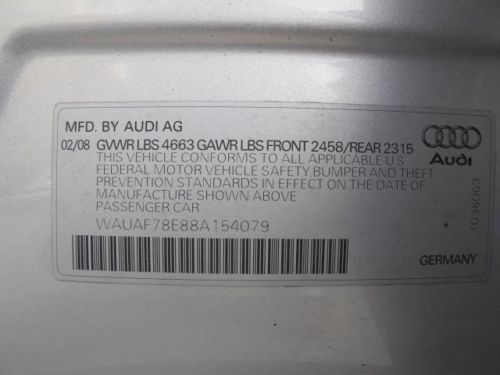 MFD. BY AUDI AG
02/08 GVWR LBS 4663 GAWR LBS FRONT 2458/REAR 2315
THIS VEHICLE CONFORMS TO ALL APPLICABLE U.S
FEDERAL MOTOR VEHICLE SAFETY,BUMPER AND THEFT
PREVENTION STANDARDS IN EFFECT ON THE DATE OF
MANUFACTURE SHOWN ABOVE
PASSENGER CAR
WAUAF78E88A154079
Audi
1036063
GERMANY